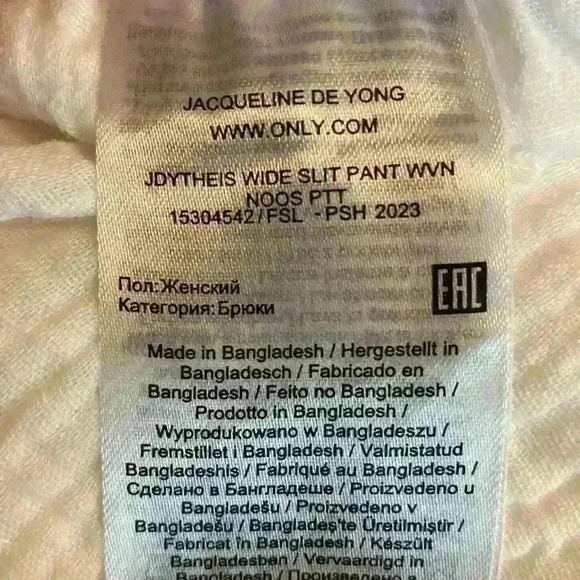 JACQUELINE DE YONG
WWW.ONLY.COM
JDYTHEIS WIDE SLIT PANT WVN
NOOS PTT
15304542/FSL -PSH 2023
Пол:Женский
Категория:Брюки
EAC
Made in Bangladesh / Hergestellt in
Bangladesch / Fabricado en
Bangladesh / Feito no Bangladesh /
Prodotto in Bangladesh /
Wyprodukowano w Bangladeszu /
Fremstillet i Bangladesh / Valmistatud
Bangladeshis / Fabriqué au Bangladesh /
Сделано в Бангладеше / Proizvedeno u
Bangladešu / Proizvedeno v
Bangladešu / Bangladeş'te Üretilmiştir /
Fabricat în Bangladesh / Készült
Bangladesben / Vervaardigd in
Bangladesh / Произведено в